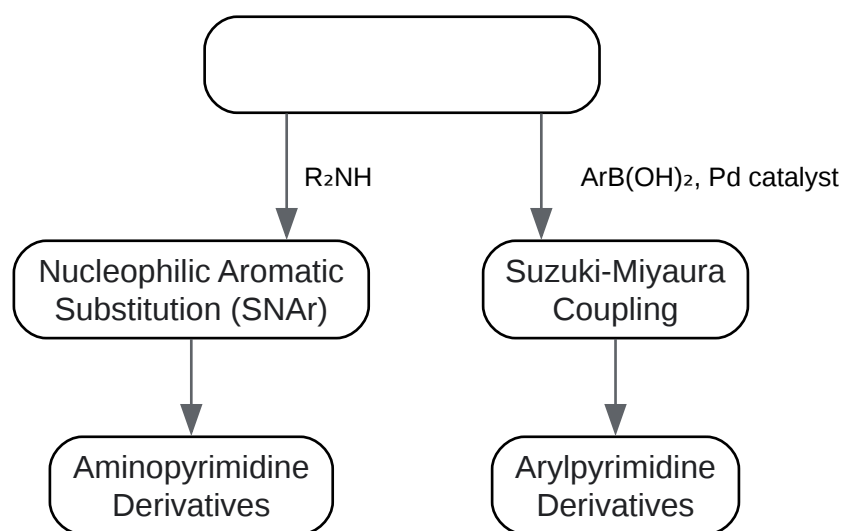 R₂NH
ArB(OH)₂, Pd catalyst
Nucleophilic Aromatic
Substitution (SNAr)
Suzuki-Miyaura
Coupling
Aminopyrimidine
Derivatives
Arylpyrimidine
Derivatives